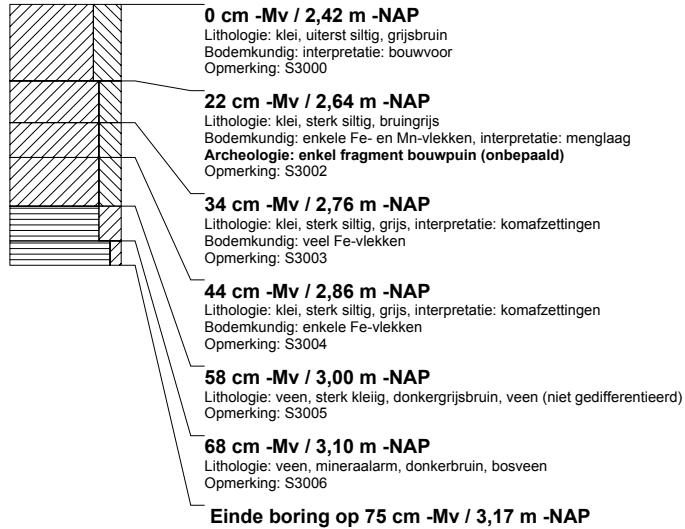 0 cm -Mv / 2,42 m -NAP
Lithologie: klei, uiterst siltig, grijsbruin
Bodemkundig: interpretatie: bouwvoor
Opmerking: S3000
22 cm -Mv / 2,64 m -NAP
Lithologie: klei, sterk siltig, bruingrijs
Bodemkundig: enkele Fe- en Mn-vlekken, interpretatie: menglaag
Archeologie: enkel fragment bouwpuin (onbepaald)
Opmerking: S3002
34 cm -Mv / 2,76 m -NAP
Lithologie: klei, sterk siltig, grijs, interpretatie: komafzettingen
Bodemkundig: veel Fe-vlekken
Opmerking: S3003
44 cm -Mv / 2,86 m -NAP
Lithologie: klei, sterk siltig, grijs, interpretatie: komafzettingen
Bodemkundig: enkele Fe-vlekken
Opmerking: S3004
58 cm -Mv / 3,00 m -NAP
Lithologie: veen, sterk kleiig, donkergrijsbruin, veen (niet gedifferentieerd)
Opmerking: S3005
68 cm -Mv / 3,10 m -NAP
Lithologie: veen, mineraalarm, donkerbruin, bosveen
Opmerking: S3006
Einde boring op 75 cm -Mv / 3,17 m -NAP